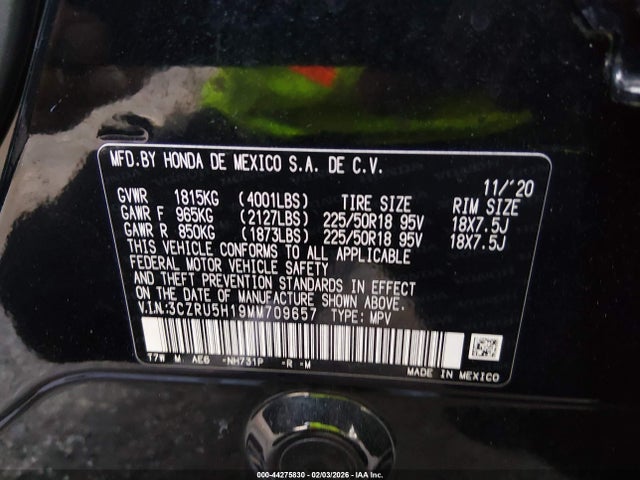 MFD.BY HONDA DE MEXICO S.A. DE C.V.
11/'20
GVWR 1815KG (4001LBS) TIRE SIZE RIM SIZE
GAWR F 965KG (2127LBS) 225/50R18 95V 18X7.5J
GAWR R 850KG (1873LBS) 225/50R18 95V 18X7.5J
THIS VEHICLE CONFORMS TO ALL APPLICABLE
FEDERAL MOTOR VEHICLE SAFETY
AND THEFT PREVENTION STANDARDS IN EFFECT
ON THE DATE OF MANUFACTURE SHOWN ABOVE.
V.I.N:3CZRU5H19MM709657 TYPE: MPV
T7W M AE6 -NH731P -R -M
MADE IN MEXICO
000-44275830 - 02/03/2026 - IAA Inc.